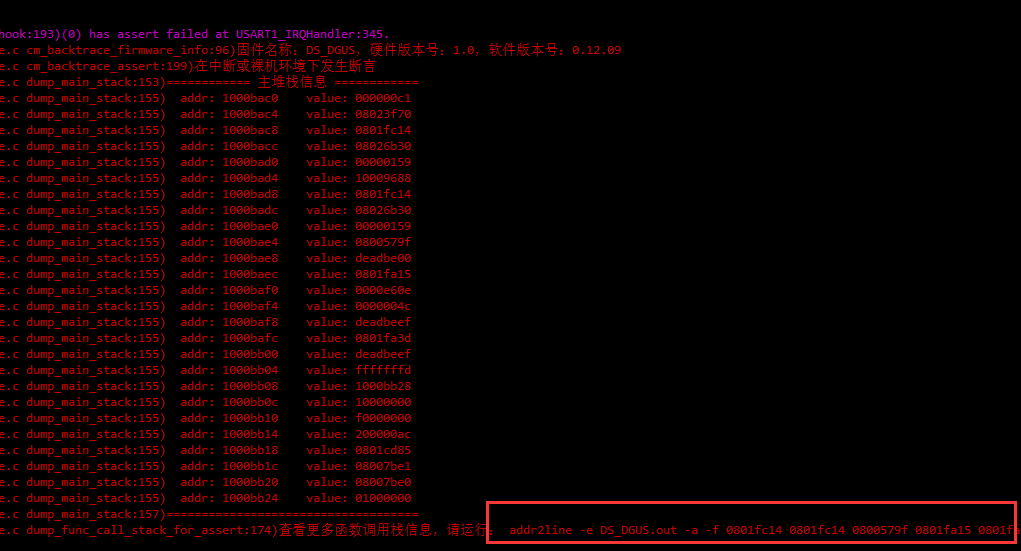 hook:193)(0) has assert failed at USART1_IRQHandler:345.
e.c cm_backtrace_firmware_info:96)固件名称：DS_DGUS，硬件版本号：1.0，软件版本号：0.12.09
e.c cm_backtrace_assert:199)在中断或裸机环境下发生断言
e.c dump_main_stack:153)============ 主堆栈信息 ============
e.c dump_main_stack:155)  addr: 1000bac0    value: 000000c1
e.c dump_main_stack:155)  addr: 1000bac4    value: 08023f70
e.c dump_main_stack:155)  addr: 1000bac8    value: 0801fc14
e.c dump_main_stack:155)  addr: 1000bacc    value: 08026b30
e.c dump_main_stack:155)  addr: 1000bad0    value: 00000159
e.c dump_main_stack:155)  addr: 1000bad4    value: 10009688
e.c dump_main_stack:155)  addr: 1000bad8    value: 0801fc14
e.c dump_main_stack:155)  addr: 1000badc    value: 08026b30
e.c dump_main_stack:155)  addr: 1000bae0    value: 00000159
e.c dump_main_stack:155)  addr: 1000bae4    value: 0800579f
e.c dump_main_stack:155)  addr: 1000bae8    value: deadbe00
e.c dump_main_stack:155)  addr: 1000baec    value: 0801fa15
e.c dump_main_stack:155)  addr: 1000baf0    value: 0000e60e
e.c dump_main_stack:155)  addr: 1000baf4    value: 0000004c
e.c dump_main_stack:155)  addr: 1000baf8    value: deadbeef
e.c dump_main_stack:155)  addr: 1000bafc    value: 0801fa3d
e.c dump_main_stack:155)  addr: 1000bb00    value: deadbeef
e.c dump_main_stack:155)  addr: 1000bb04    value: fffffffd
e.c dump_main_stack:155)  addr: 1000bb08    value: 1000bb28
e.c dump_main_stack:155)  addr: 1000bb0c    value: 10000000
e.c dump_main_stack:155)  addr: 1000bb10    value: f0000000
e.c dump_main_stack:155)  addr: 1000bb14    value: 200000ac
e.c dump_main_stack:155)  addr: 1000bb18    value: 0801cd85
e.c dump_main_stack:155)  addr: 1000bb1c    value: 08007be1
e.c dump_main_stack:155)  addr: 1000bb20    value: 08007be0
e.c dump_main_stack:155)  addr: 1000bb24    value: 01000000
e.c dump_main_stack:157)====================================
e.c dump_func_call_stack_for_assert:174)查看更多函数调用栈信息，请运行： addr2line -e DS_DGUS.out -a -f 0801fc14 0801fc14 0800579f 0801fa15